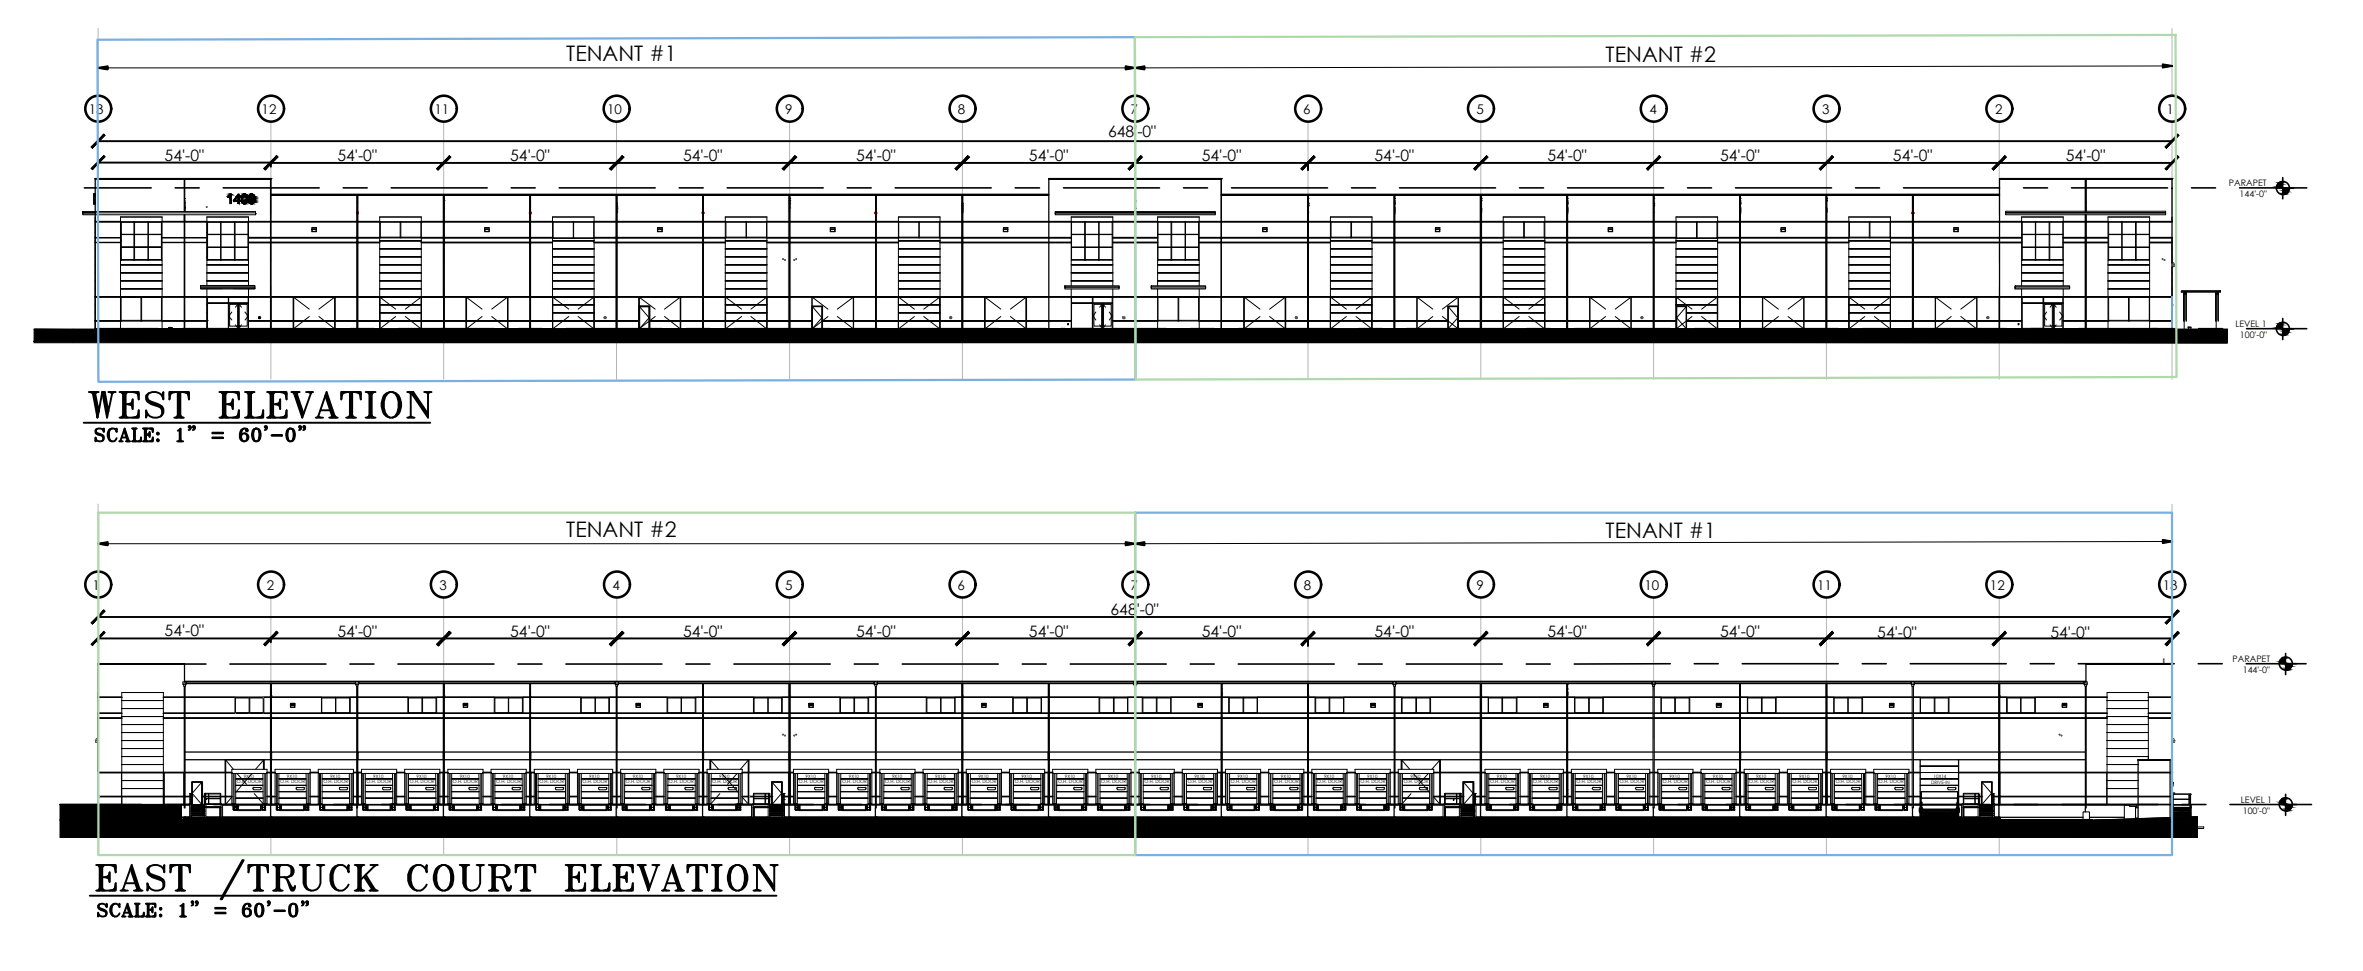 TENANT #1 TENANT #2
13 12 11 10 9 8 7 6 5 4 3 2 1
648'-0"
54'-0" 54'-0" 54'-0" 54'-0" 54'-0" 54'-0" 54'-0" 54'-0" 54'-0" 54'-0" 54'-0" 54'-0"
PARAPET
144'-0"
1400
LEVEL 1
100'-0"
WEST ELEVATION
SCALE: 1" = 60'-0"
TENANT #2 TENANT #1
1 2 3 4 5 6 7 8 9 10 11 12 13
648'-0"
54'-0" 54'-0" 54'-0" 54'-0" 54'-0" 54'-0" 54'-0" 54'-0" 54'-0" 54'-0" 54'-0" 54'-0"
PARAPET
144'-0"
LEVEL 1
100'-0"
EAST /TRUCK COURT ELEVATION
SCALE: 1" = 60'-0"